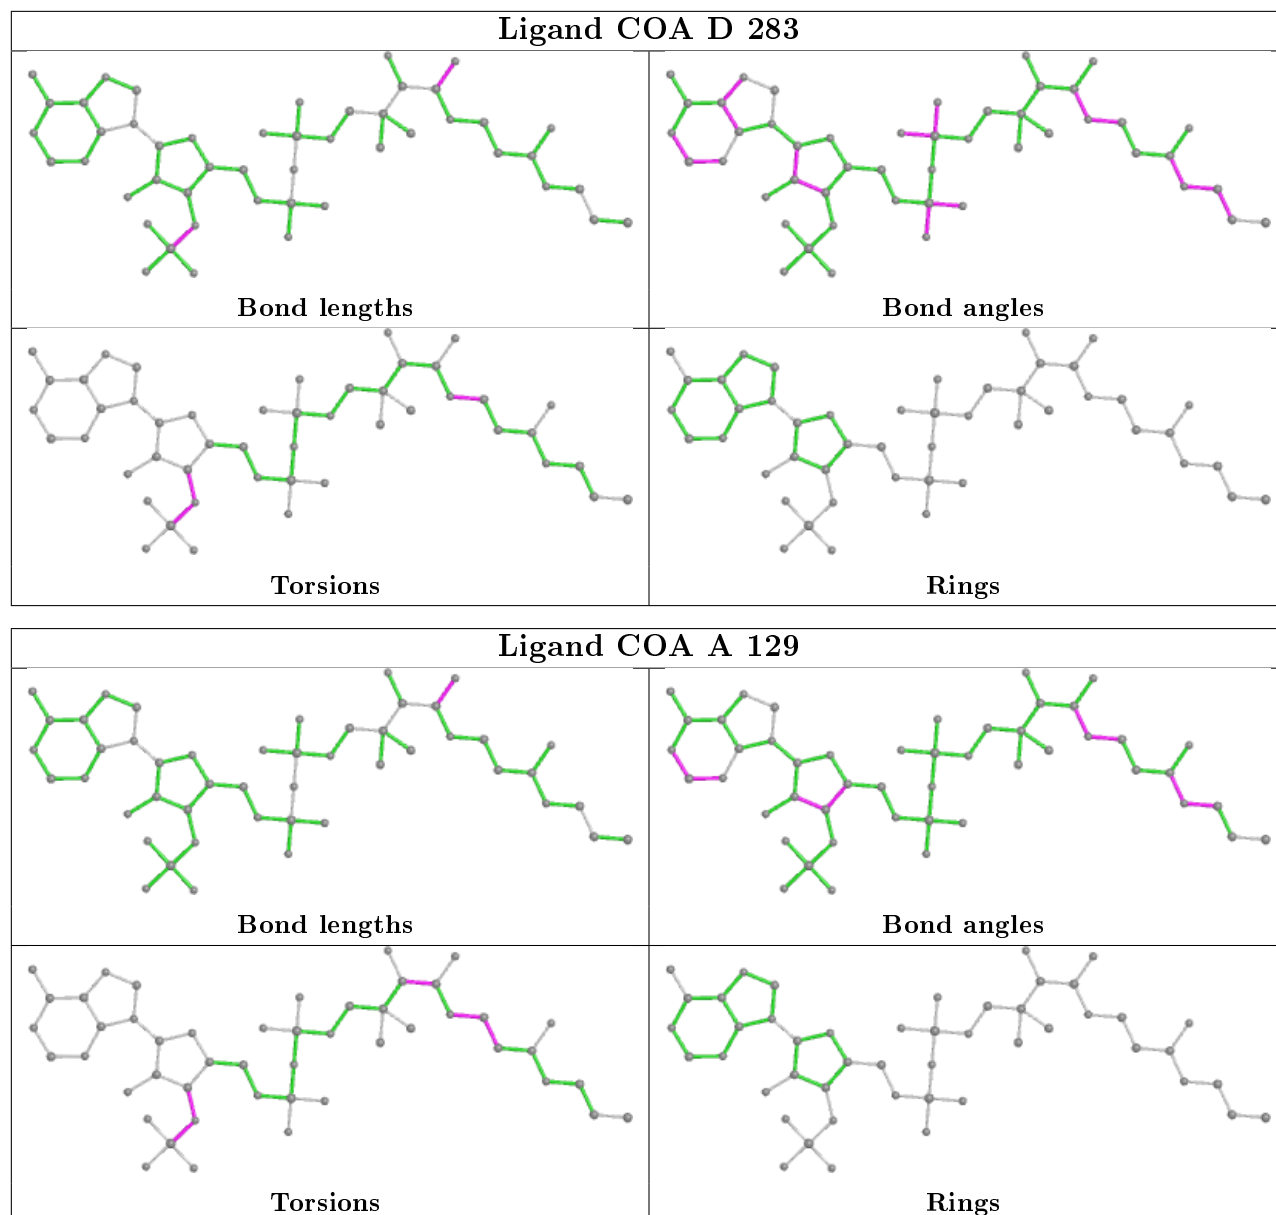 Ligand COA D 283
Bond lengths
Bond angles
Torsions
Rings
Ligand COA A 129
Bond lengths
Bond angles
Torsions
Rings